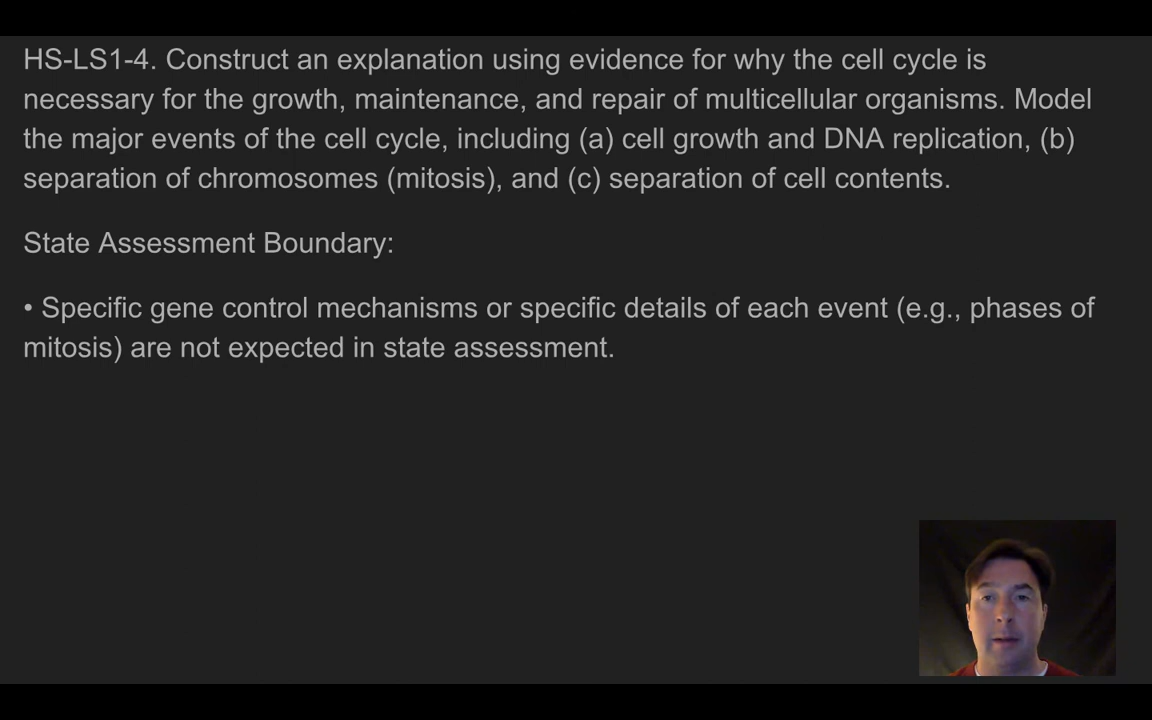 HS-LS1-4. Construct an explanation using evidence for why the cell cycle is
necessary for the growth, maintenance, and repair of multicellular organisms. Model
the major events of the cell cycle, including (a) cell growth and DNA replication, (b)
separation of chromosomes (mitosis), and (c) separation of cell contents.
State Assessment Boundary:
• Specific gene control mechanisms or specific details of each event (e.g., phases of
mitosis) are not expected in state assessment.